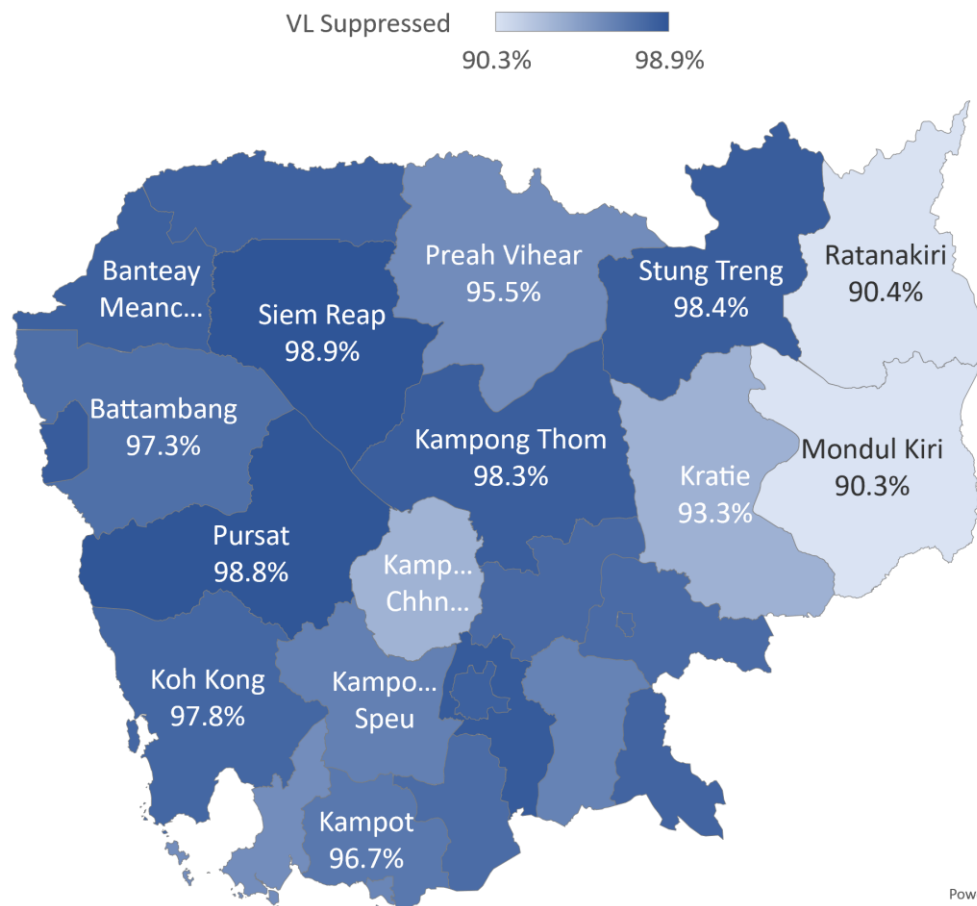 VL Suppressed
90.3%
98.9%
Banteay
Meanc...
Siem Reap
98.9%
Preah Vihear
95.5%
Stung Treng
98.4%
Ratanakiri
90.4%
Battambang
97.3%
Kampong Thom
98.3%
Kratie
93.3%
Mondul Kiri
90.3%
Pursat
98.8%
Kamp...
Chhn...
Koh Kong
97.8%
Kampo...
Speu
Kampot
96.7%
Powe